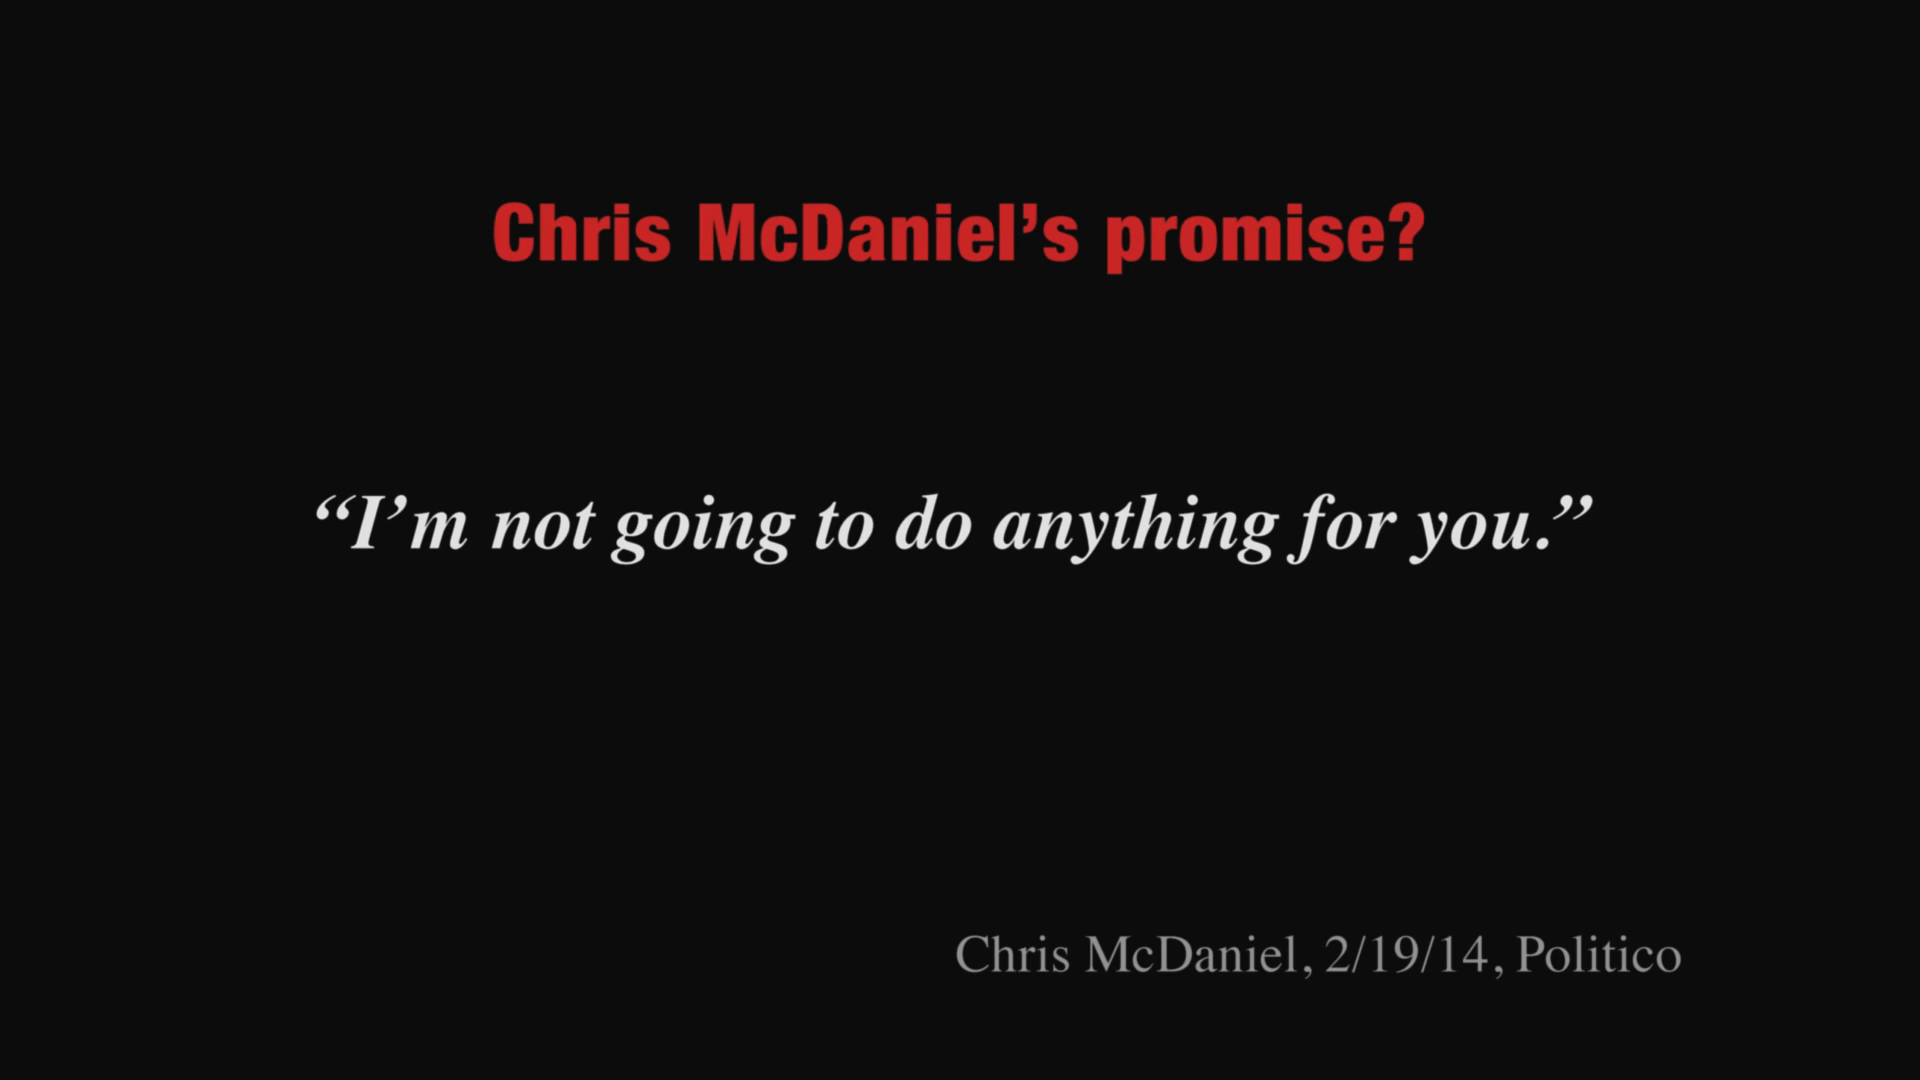 Chris McDaniel’s promise?
“I’m not going to do anything for you.”
Chris McDaniel, 2/19/14, Politico